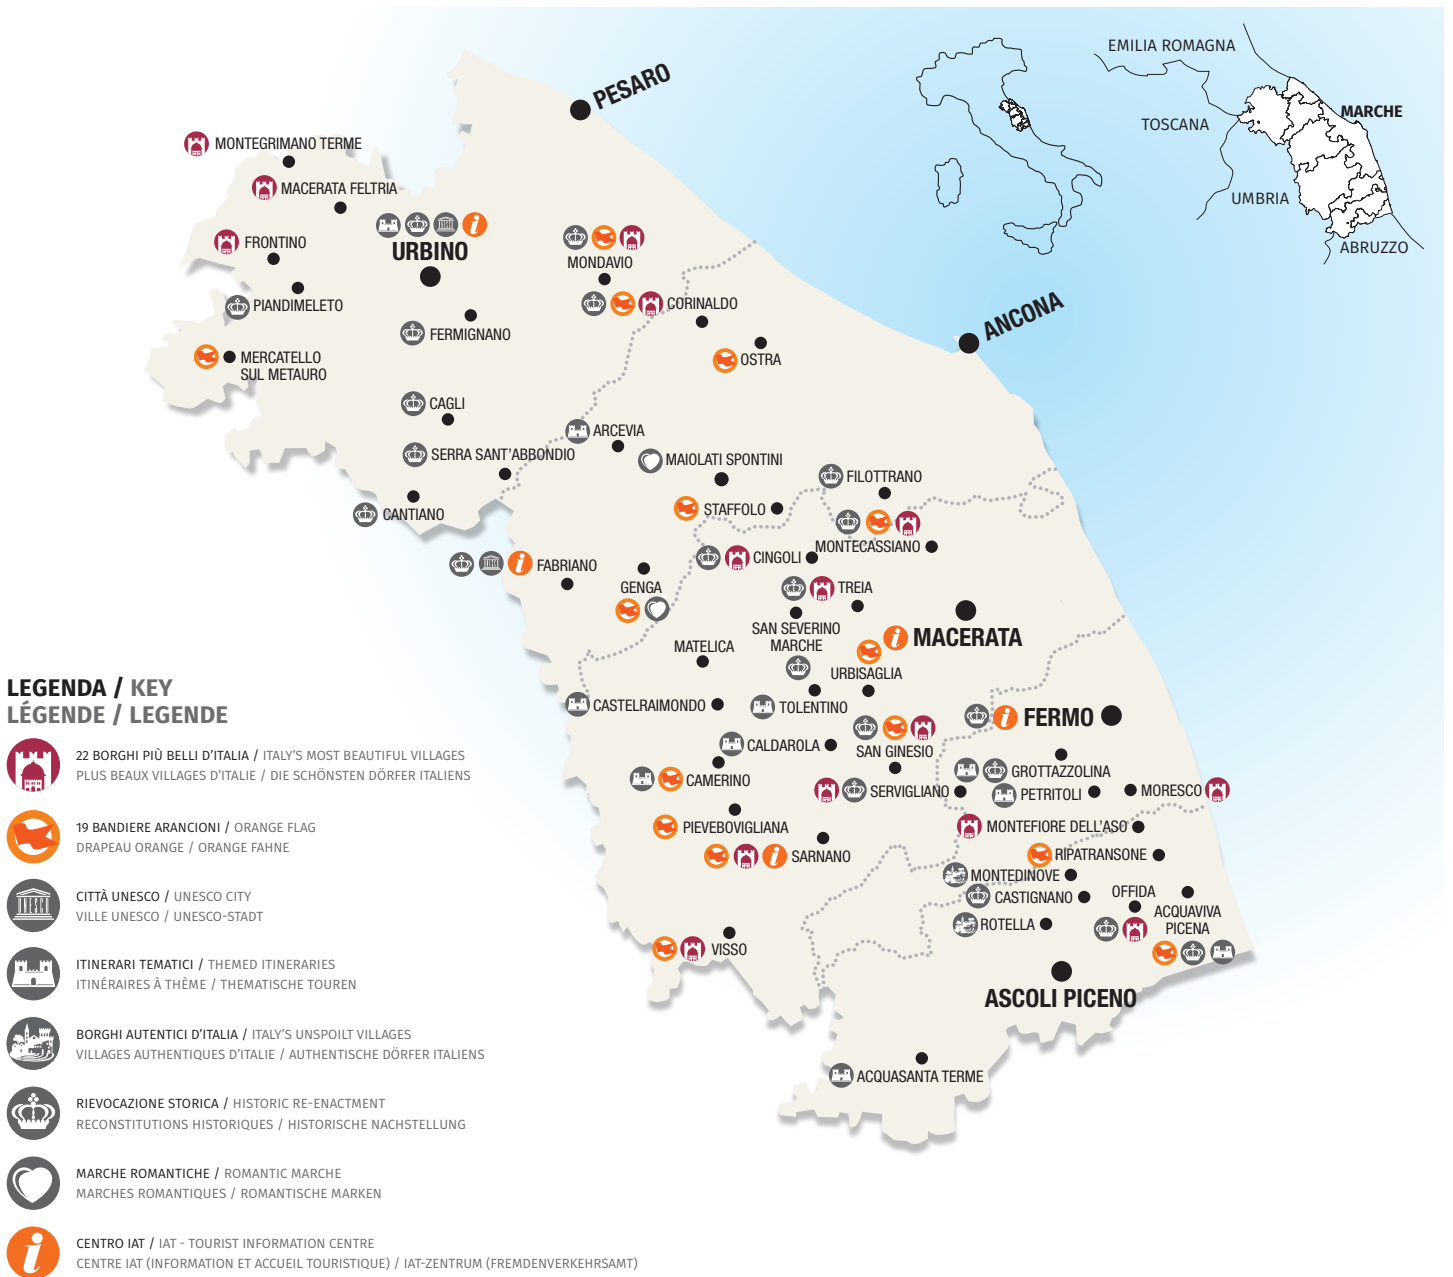 EMILIA ROMAGNA
TOSCANA
MARCHE
UMBRIA
ABRUZZO
PESARO
MONTEGRIMANO TERME
MACERATA FELTRIA
FRONTINO
URBINO
MONDAVIO
PIANDIMELETO
CORINALDO
ANCONA
FERMIGNANO
MERCATELLO
SUL METAURO
OSTRA
CAGLI
ARCEVIA
SERRA SANT'ABBONDIO
MAIOLATI SPONTINI
FILOTTRANO
CANTIANO
STAFFOLO
MONTECASSIANO
FABRIANO
CINGOLI
GENGA
TREIA
SAN SEVERINO
MARCHE
MACERATA
MATELICA
URBISAGLIA
CASTELRAIMONDO
TOLENTINO
FERMO
CALDAROLA
SAN GINESIO
GROTTAZZOLINA
CAMERINO
SERVIGLIANO
PETRITOLI
MORESCO
PIEVEBOVIGLIANA
MONTEFIORE DELL'ASO
SARNANO
RIPATRANSONE
MONTEDINOVE
CASTIGNANO
OFFIDA
ACQUAVIVA
PICENA
ROTELLA
VISSO
ASCOLI PICENO
ACQUASANTA TERME
LEGENDA / KEY
LÉGENDE / LEGENDE
22 BORGHI PIÙ BELLI D'ITALIA / ITALY'S MOST BEAUTIFUL VILLAGES
PLUS BEAUX VILLAGES D'ITALIE / DIE SCHÖNSTEN DÖRFER ITALIENS
19 BANDIERE ARANCIONI / ORANGE FLAG
DRAPEAU ORANGE / ORANGE FAHNE
CITTÀ UNESCO / UNESCO CITY
VILLE UNESCO / UNESCO-STADT
ITINERARI TEMATICI / THEMED ITINERARIES
ITINÉRAIRES À THÈME / THEMATISCHE TOUREN
BORGHI AUTENTICI D'ITALIA / ITALY'S UNSPOILT VILLAGES
VILLAGES AUTHENTIQUES D'ITALIE / AUTHENTISCHE DÖRFER ITALIENS
RIEVOCAZIONE STORICA / HISTORIC RE-ENACTMENT
RECONSTITUTIONS HISTORIQUES / HISTORISCHE NACHSTELLUNG
MARCHE ROMANTICHE / ROMANTIC MARCHE
MARCHES ROMANTIQUES / ROMANTISCHE MARKEN
CENTRO IAT / IAT - TOURIST INFORMATION CENTRE
CENTRE IAT (INFORMATION ET ACCUEIL TOURISTIQUE) / IAT-ZENTRUM (FREMDENVERKEHRSAMT)